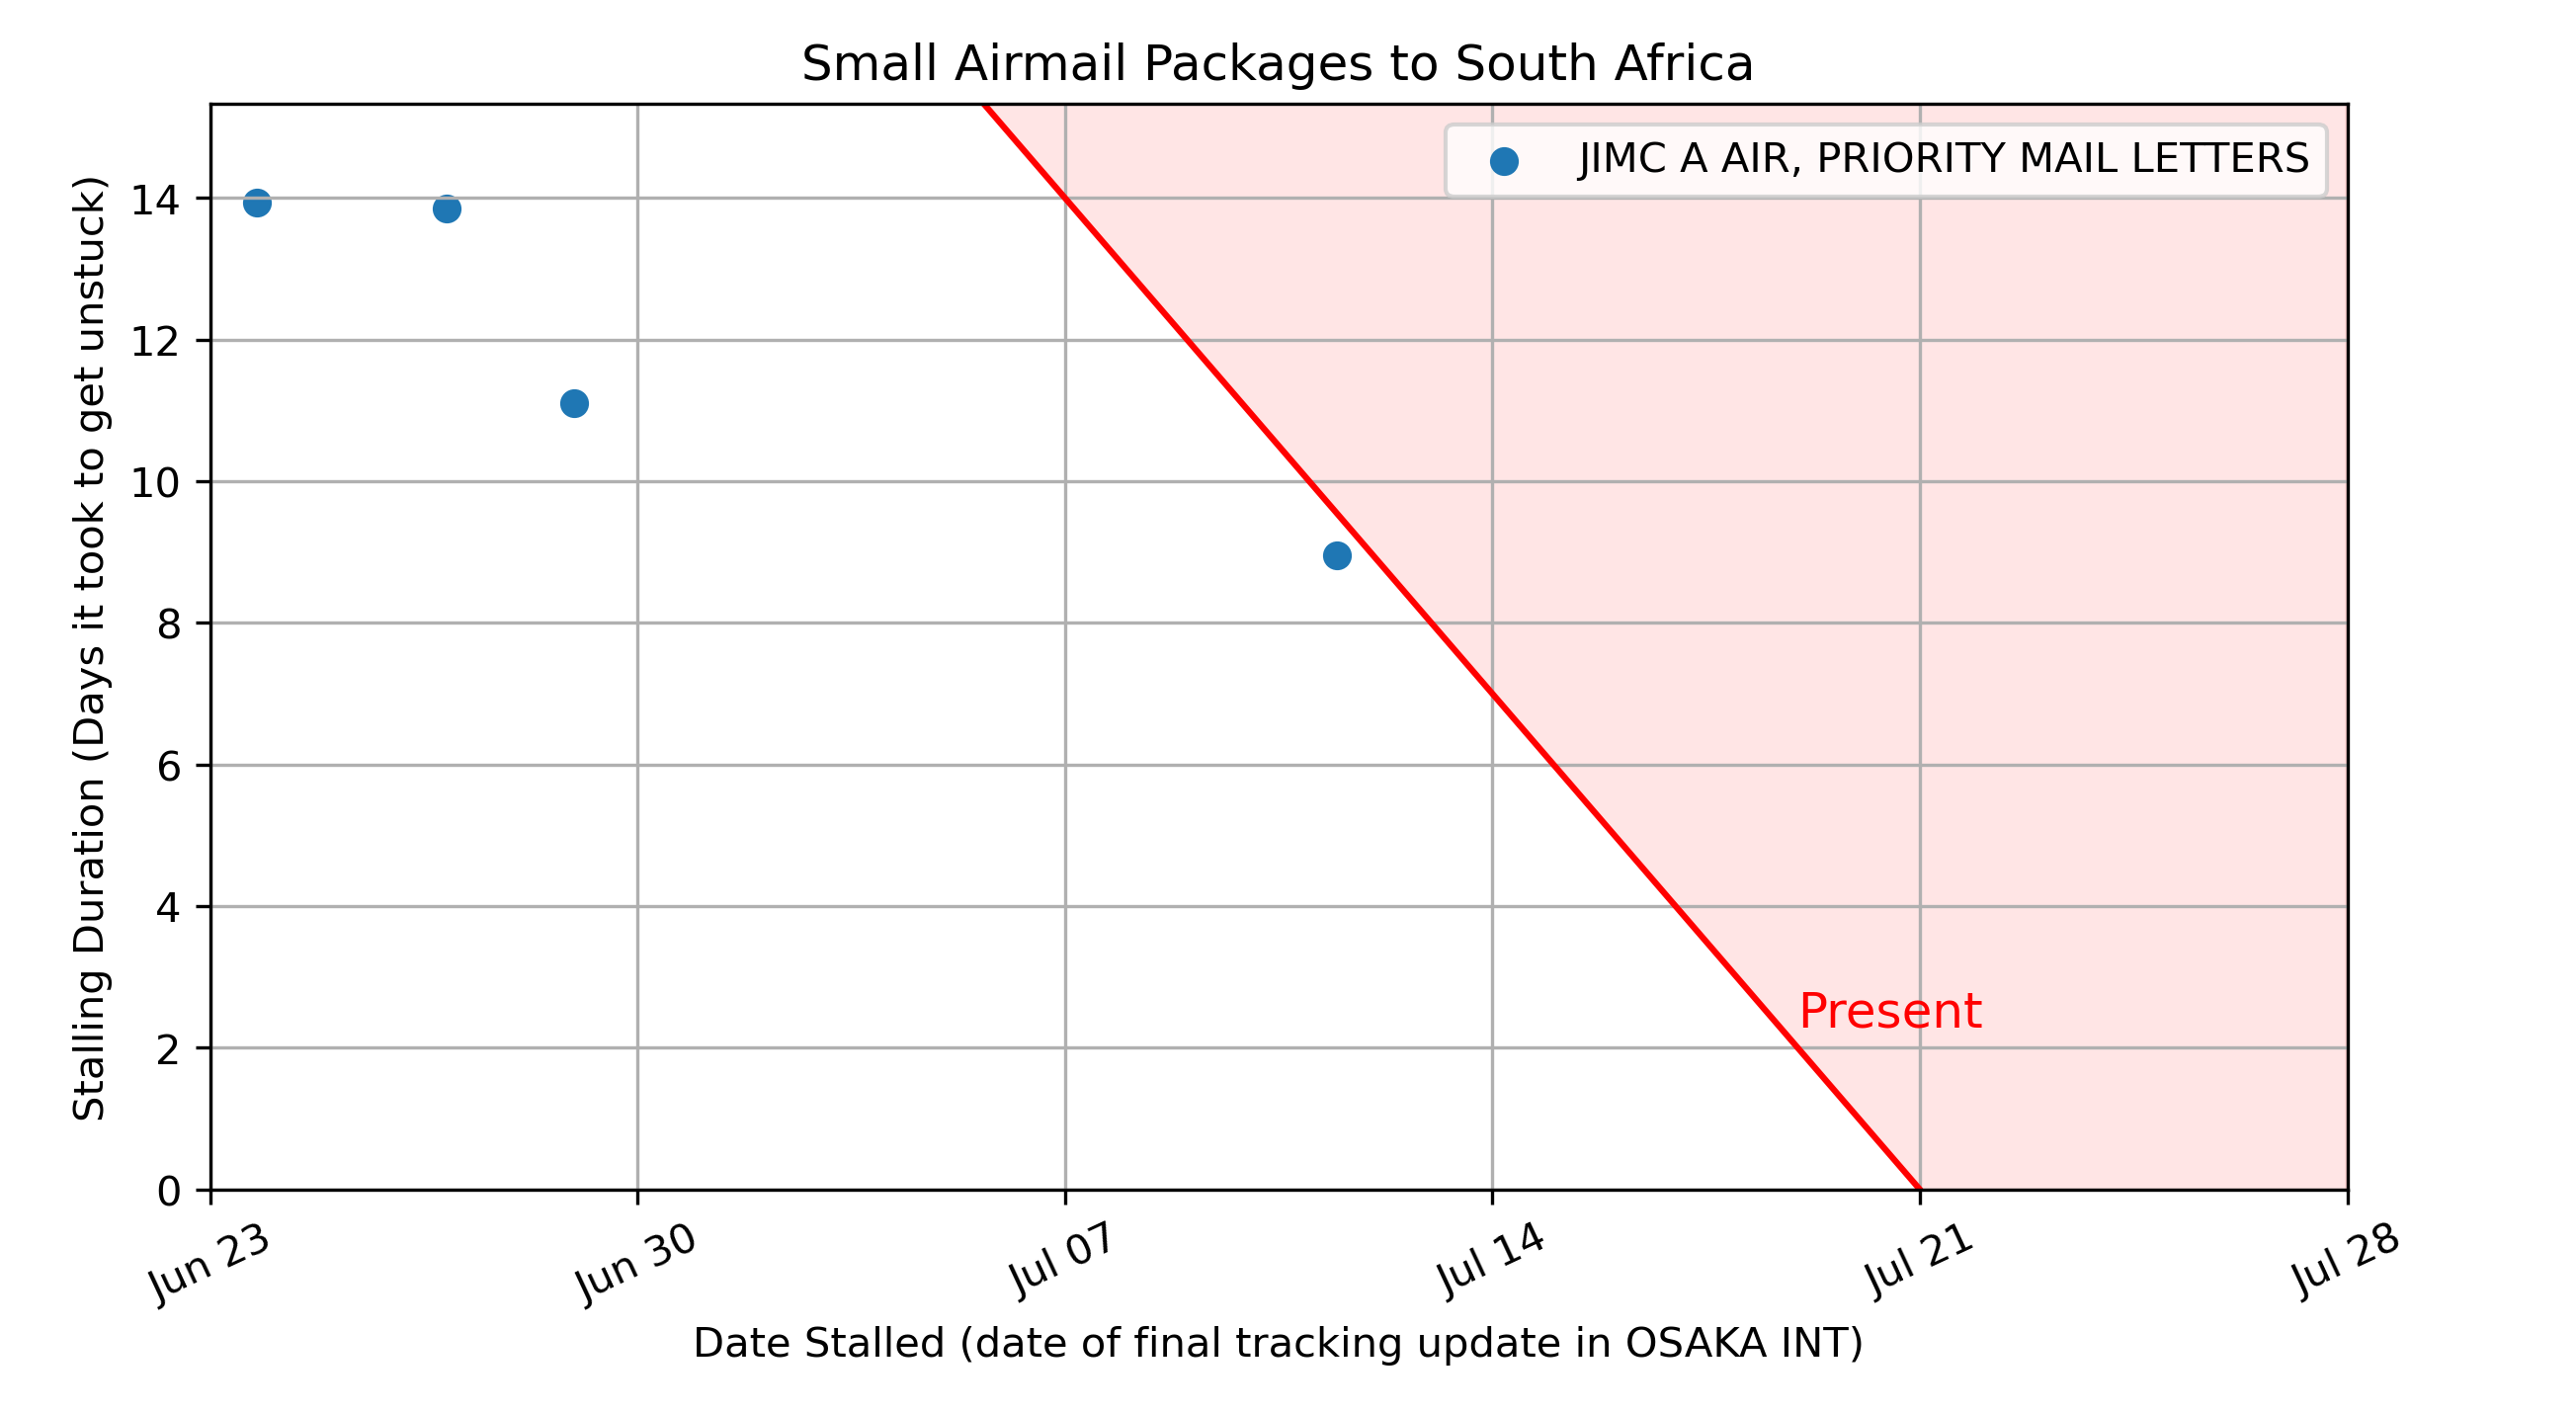 Small Airmail Packages to South Africa
JIMC A AIR, PRIORITY MAIL LETTERS
Stalling Duration (Days it took to get unstuck)
14
12
10
8
6
4
2
0
Present
Jun 23
Jun 30
Jul 07
Jul 14
Jul 21
Jul 28
Date Stalled (date of final tracking update in OSAKA INT)